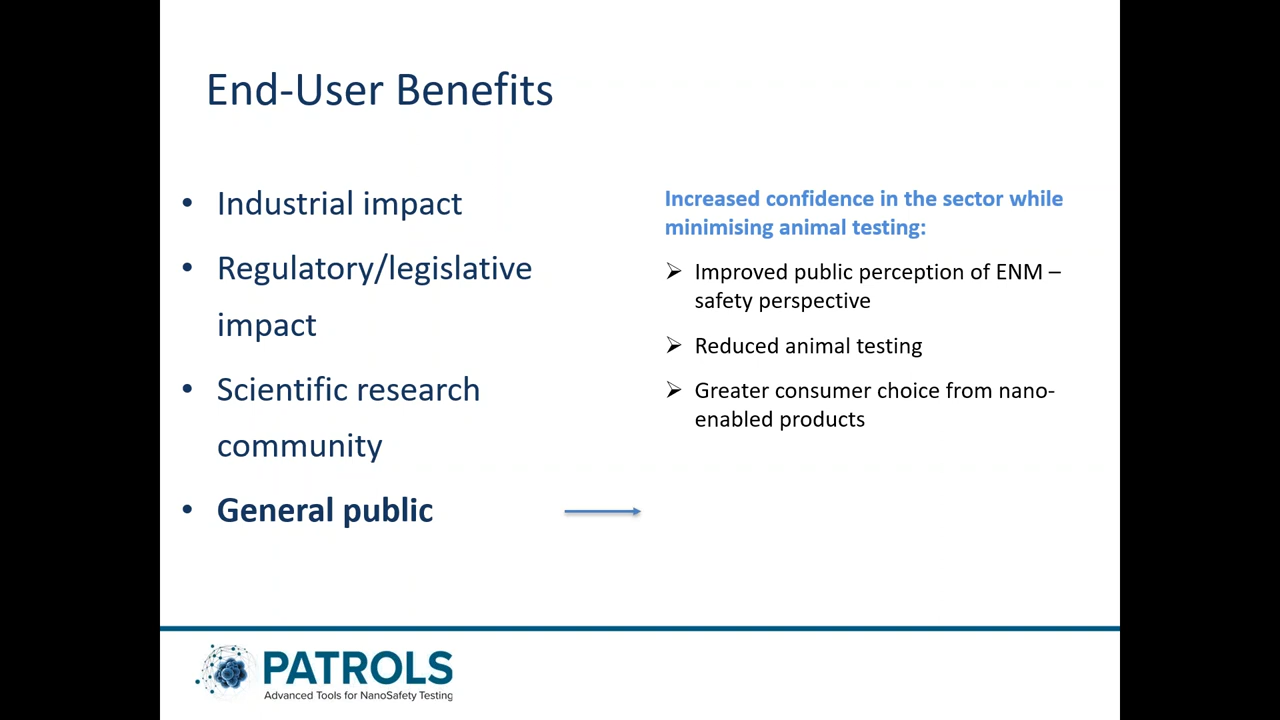 End-User Benefits
• Industrial impact
• Regulatory/legislative
impact
• Scientific research
community
• General public
Increased confidence in the sector while
minimising animal testing:
➢ Improved public perception of ENM –
safety perspective
➢ Reduced animal testing
➢ Greater consumer choice from nano-
enabled products
PATROLS
Advanced Tools for NanoSafety Testing